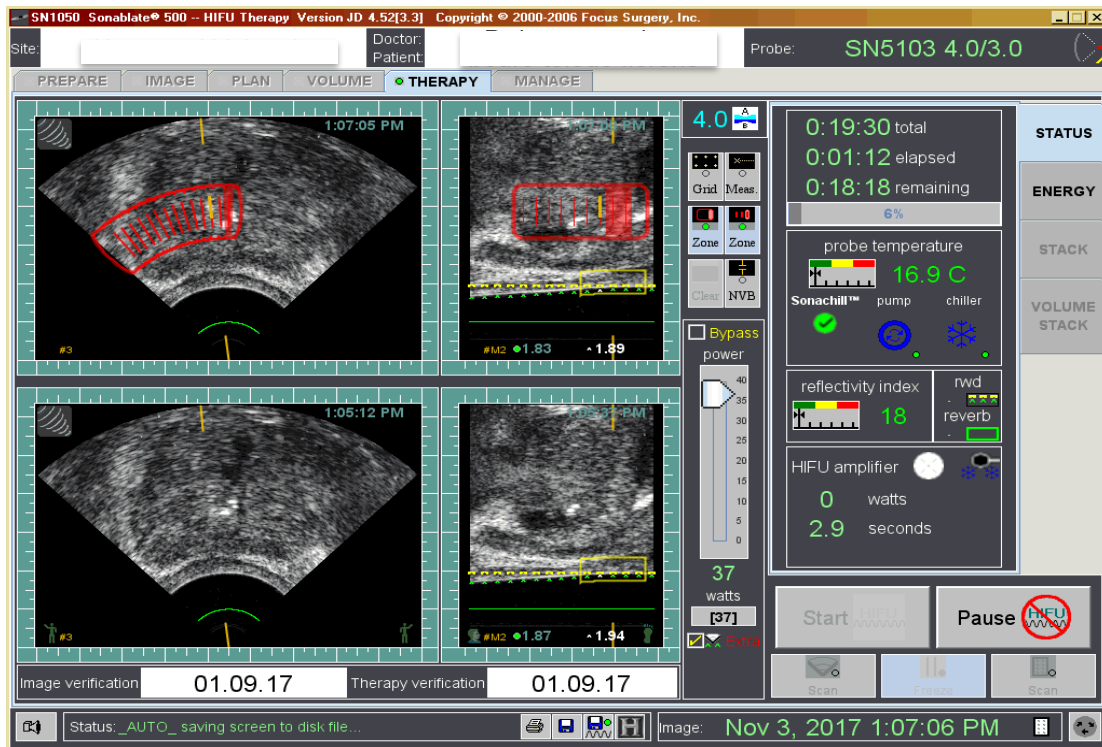 SN1050 Sonablate® 500 -- HIFU Therapy Version JD 4.52[3.3] Copyright © 2000-2006 Focus Surgery, Inc.
Site:
Doctor:
Patient:
Probe: SN5103 4.0/3.0
PREPARE IMAGE PLAN VOLUME THERAPY MANAGE
1:07:05 PM
#3
#M2 1.83 ^1.89
1:05:12 PM
#3
#M2 1.87 ^1.94
Image verification 01.09.17 Therapy verification 01.09.17
4.0 A B
Grid Meas.
Zone Zone
Clear NVB
Bypass
power
40
35
30
25
20
15
10
5
0
37
watts
[37]
Extra
0:19:30 total
0:01:12 elapsed
0:18:18 remaining
6%
probe temperature
16.9 C
Sonachill™ pump chiller
reflectivity index
18
rwd
reverb
HIFU amplifier
0 watts
2.9 seconds
STATUS
ENERGY
STACK
VOLUME
STACK
Start HIFU
Pause HIFU
Scan Freeze Scan
Status:_AUTO_ saving screen to disk file...
H
Image: Nov 3, 2017 1:07:06 PM